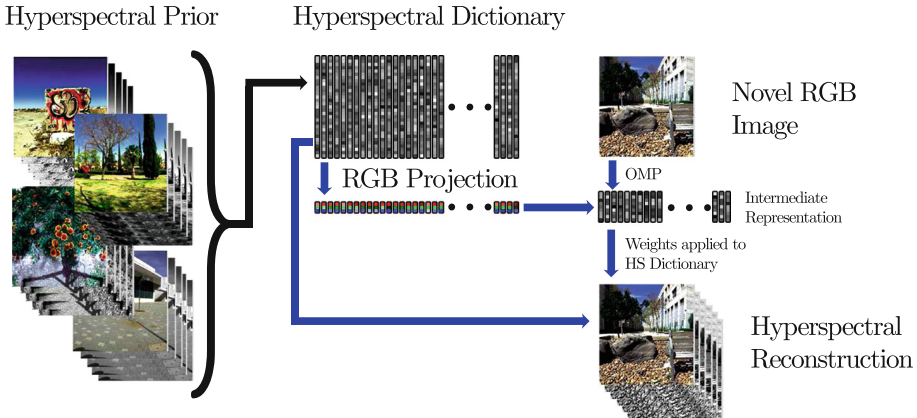 Hyperspectral Prior
Hyperspectral Dictionary
Novel RGB
Image
OMP
RGB Projection
Intermediate
Representation
Weights applied to
HS Dictionary
Hyperspectral
Reconstruction